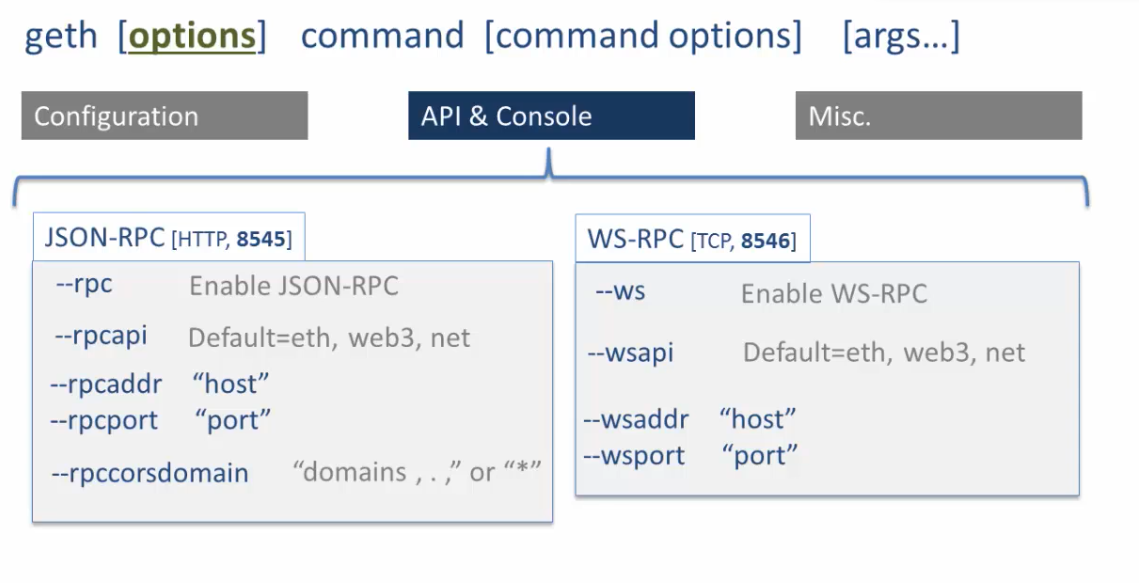 geth [options] command [command options] [args...]
Configuration
API & Console
Misc.
JSON-RPC [HTTP, 8545]
--rpc Enable JSON-RPC
--rpcapi Default=eth, web3, net
--rpcaddr “host”
--rpcport “port”
--rpccorsdomain “domains , . ,” or “*”
WS-RPC [TCP, 8546]
--ws Enable WS-RPC
--wsapi Default=eth, web3, net
--wsaddr “host”
--wsport “port”